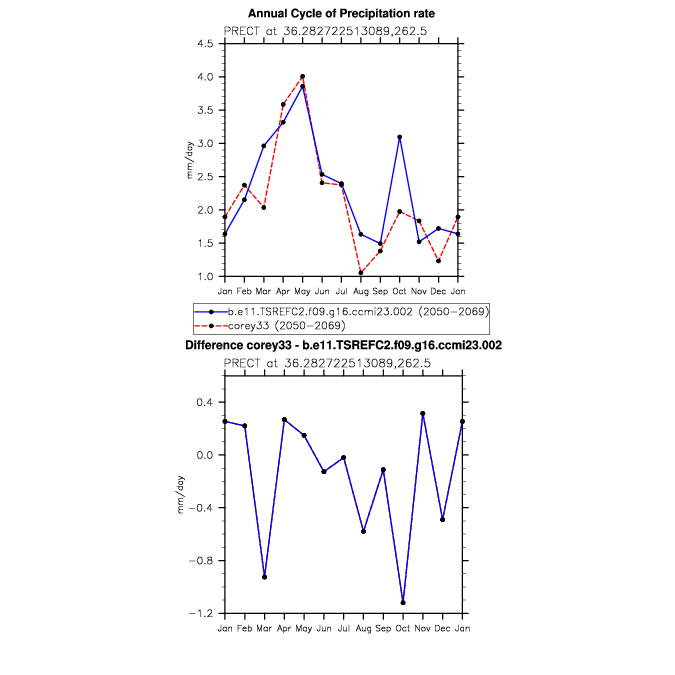 Annual Cycle of Precipitation rate
PRECT at 36.282722513089,262.5
4.5
4.0
3.5
3.0
2.5
2.0
1.5
1.0
mm/day
Jan Feb Mar Apr May Jun Jul Aug Sep Oct Nov Dec Jan
b.e11.TSREFC2.f09.g16.ccmi23.002 (2050-2069)
corey33 (2050-2069)
Difference corey33 - b.e11.TSREFC2.f09.g16.ccmi23.002
PRECT at 36.282722513089,262.5
0.4
0.0
-0.4
-0.8
-1.2
mm/day
Jan Feb Mar Apr May Jun Jul Aug Sep Oct Nov Dec Jan